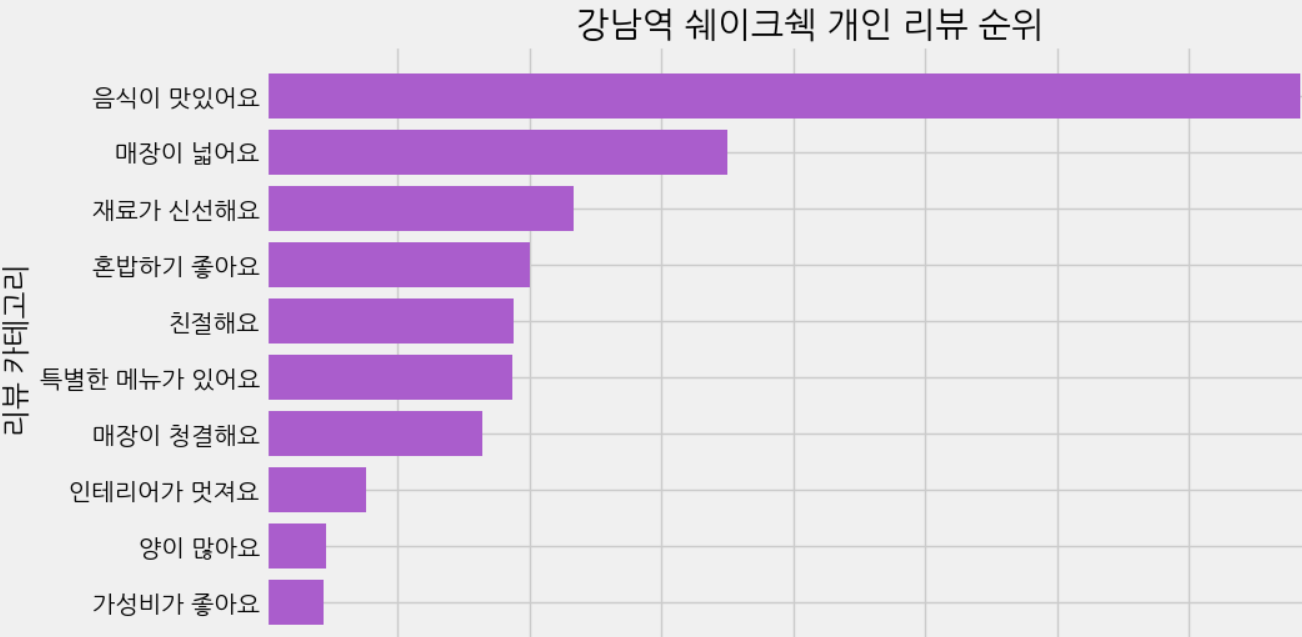 강남역 쉐이크쉑 개인 리뷰 순위
음식이 맛있어요
매장이 넓어요
재료가 신선해요
혼밥하기 좋아요
친절해요
특별한 메뉴가 있어요
매장이 청결해요
인테리어가 멋져요
양이 많아요
가성비가 좋아요
리뷰 카테고리